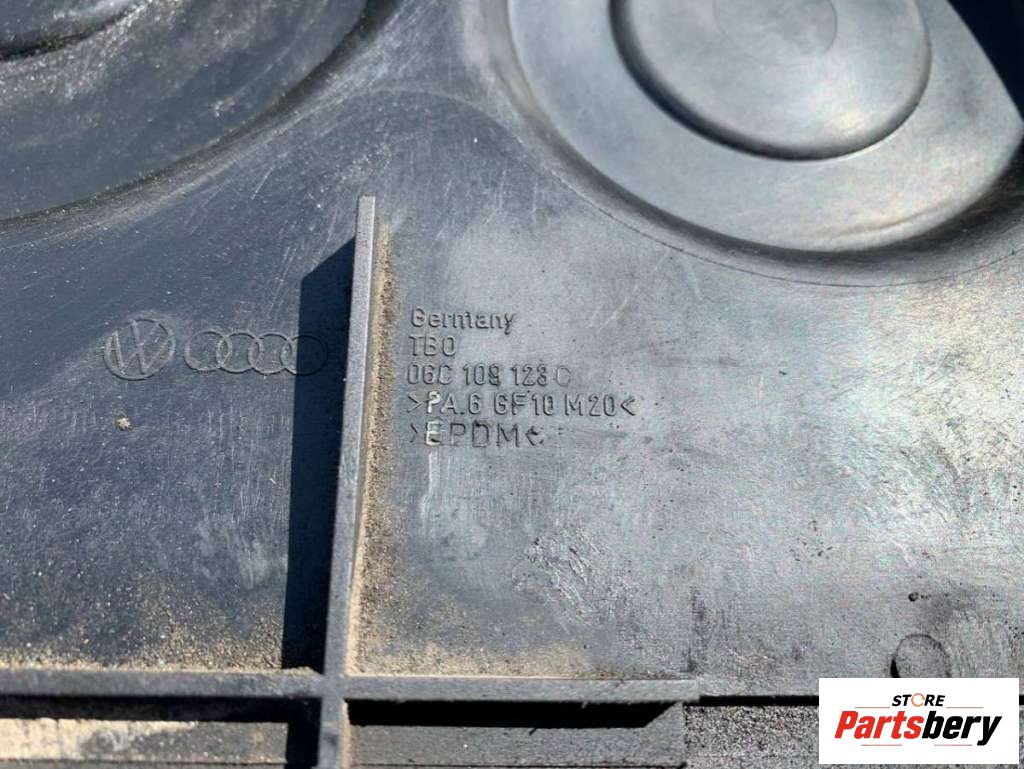 Germany
TBO
06C 109 123 C
>PA.6 GF10 M20<
>EPDM<
STORE
Partsbery